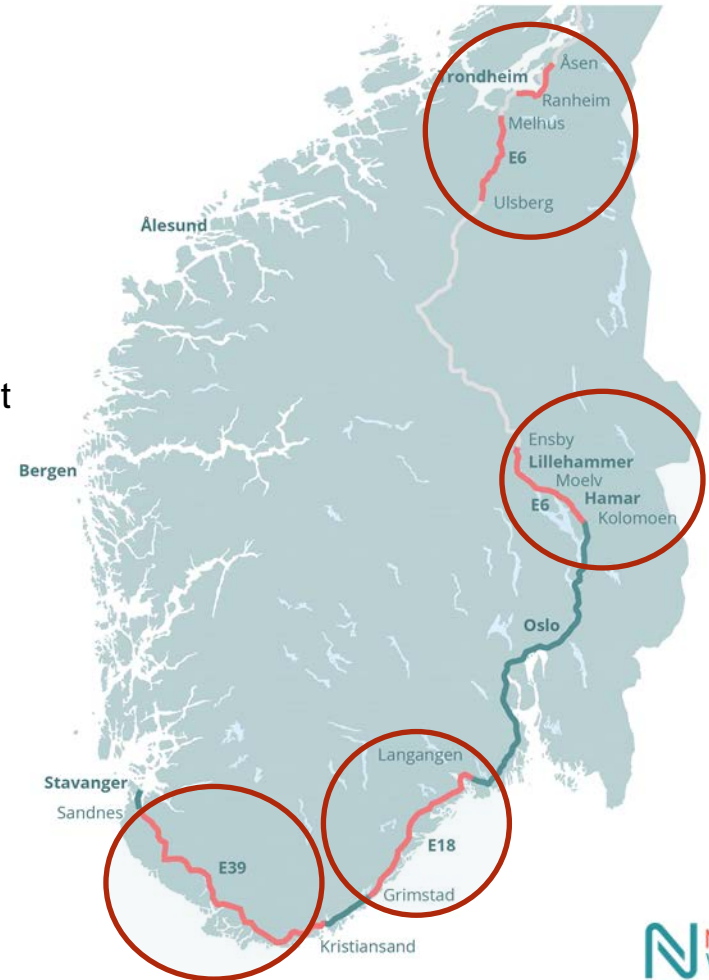 Åsen
Trondheim
Ranheim
Melhus
E6
Ulsberg
Ålesund
t
Ensby
Lillehammer
Moelv
Bergen
Hamar
E6
Kolomoen
Oslo
Langangen
Stavanger
Sandnes
E18
E39
Grimstad
Kristiansand
N